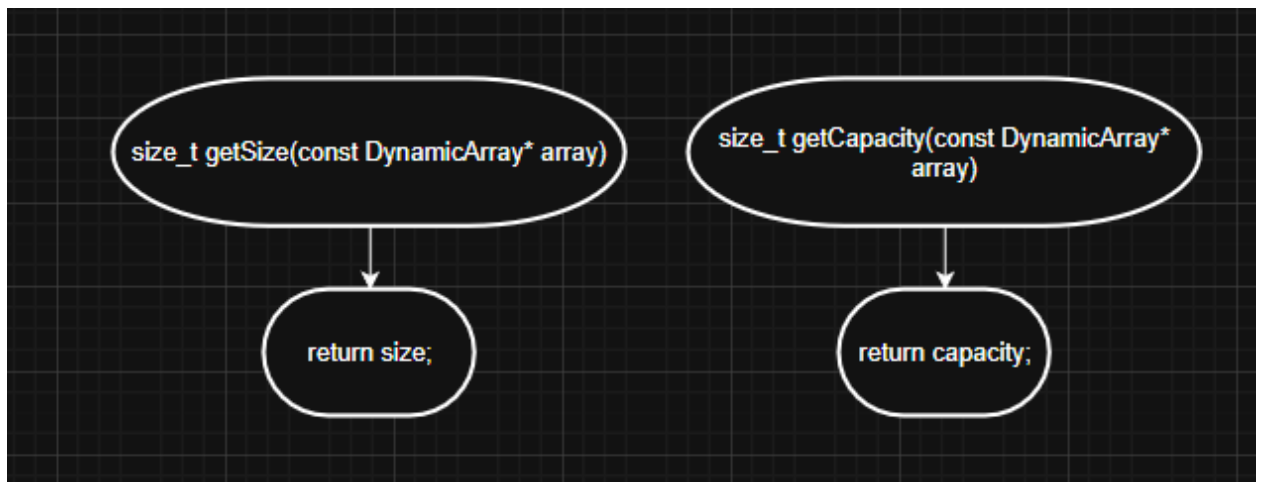 size_t getSize(const DynamicArray* array)
size_t getCapacity(const DynamicArray*
array)
return size;
return capacity;